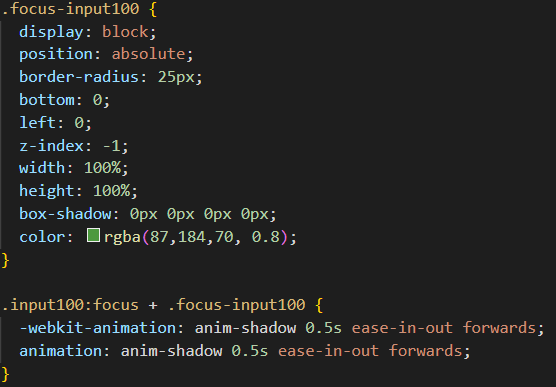 .focus-input100 {
  display: block;
  position: absolute;
  border-radius: 25px;
  bottom: 0;
  left: 0;
  z-index: -1;
  width: 100%;
  height: 100%;
  box-shadow: 0px 0px 0px 0px;
  color: rgba(87,184,70, 0.8);
}

.input100:focus + .focus-input100 {
  -webkit-animation: anim-shadow 0.5s ease-in-out forwards;
  animation: anim-shadow 0.5s ease-in-out forwards;
}